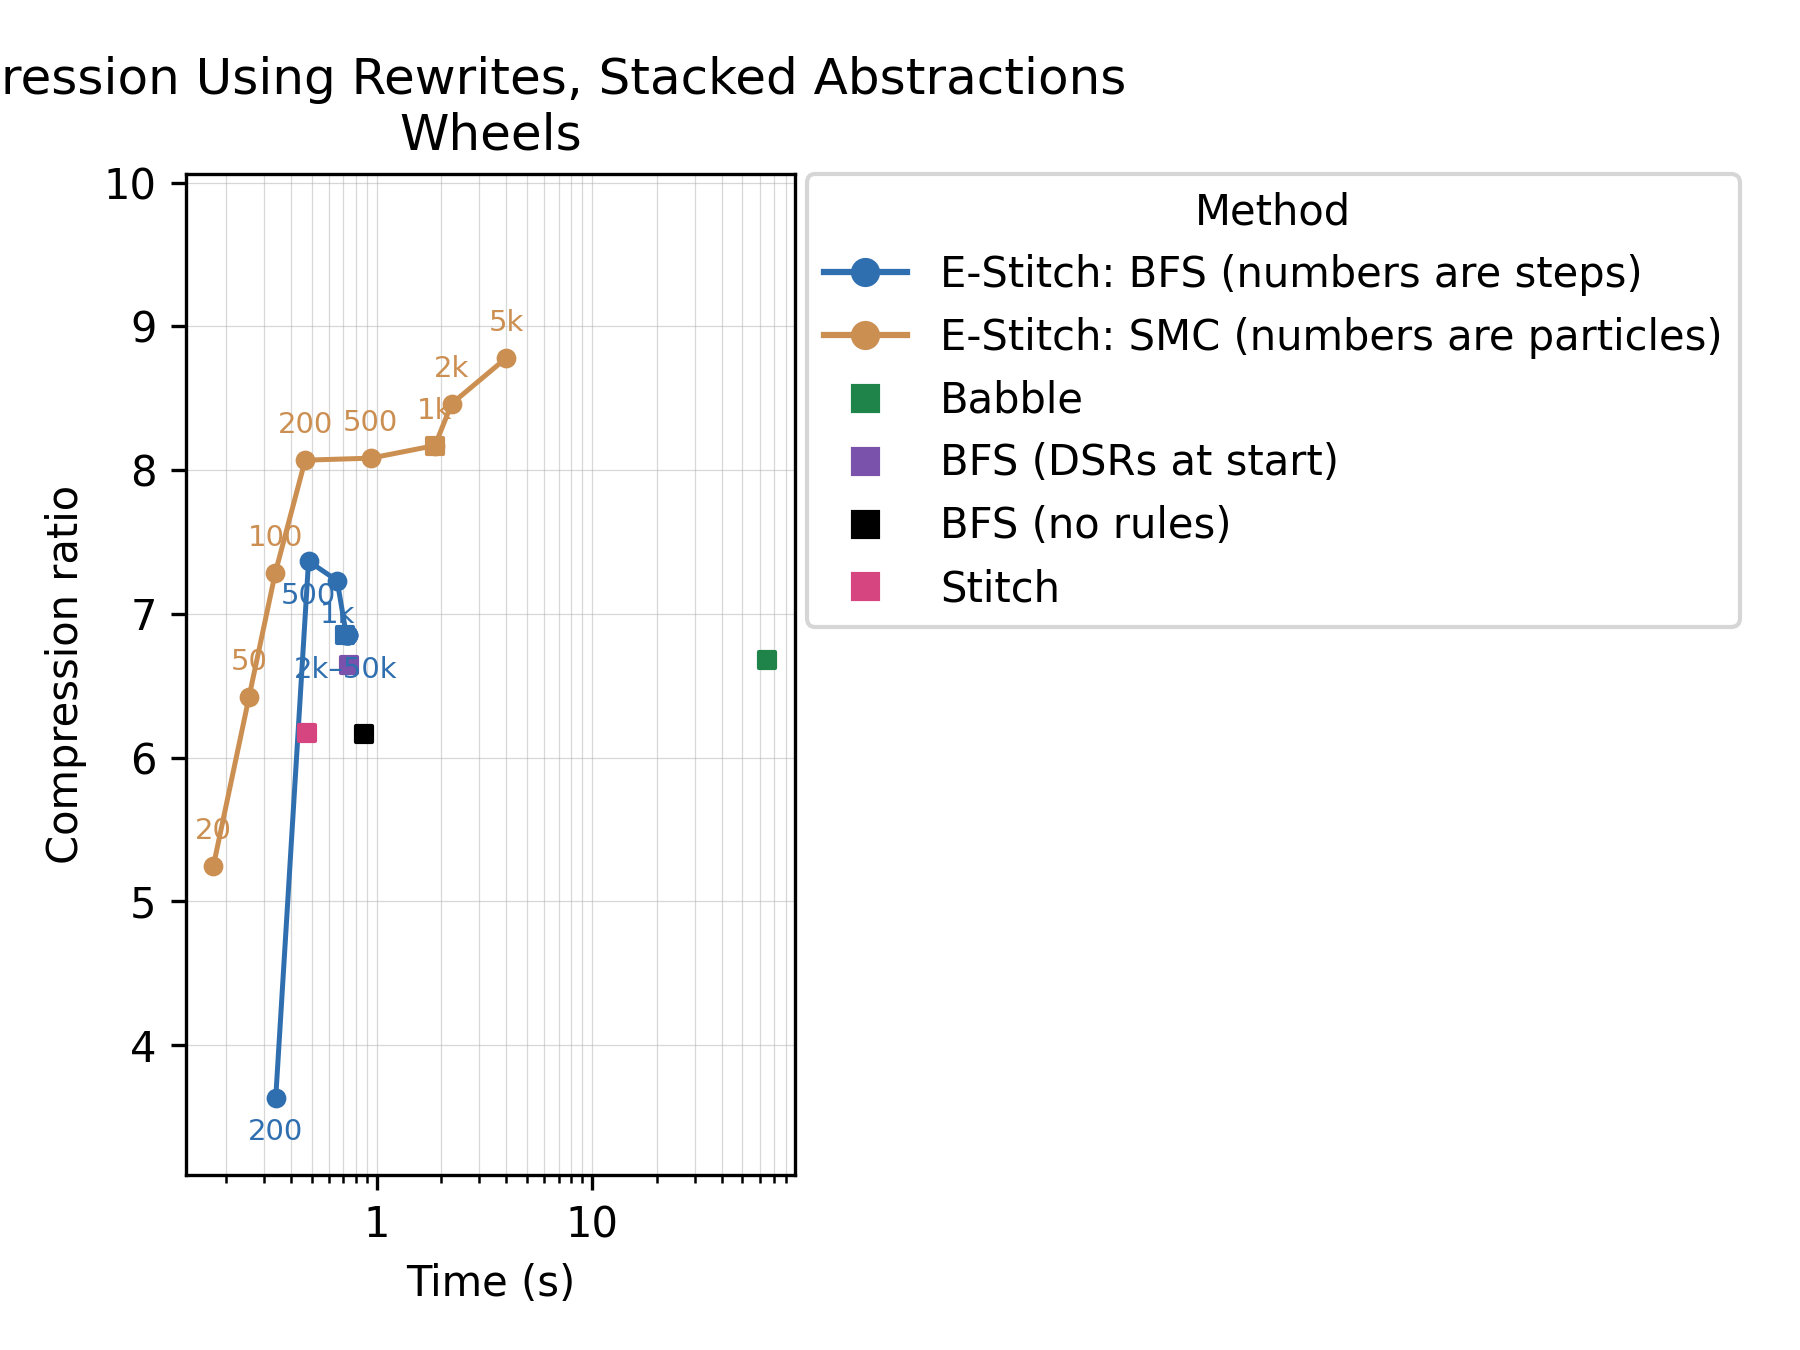 ression Using Rewrites, Stacked Abstractions
Wheels
10
9
8
7
6
5
4
Compression ratio
5k
2k
1k
200 500
100
500
1k
50
2k–50k
20
200
1
10
Time (s)
Method
E-Stitch: BFS (numbers are steps)
E-Stitch: SMC (numbers are particles)
Babble
BFS (DSRs at start)
BFS (no rules)
Stitch